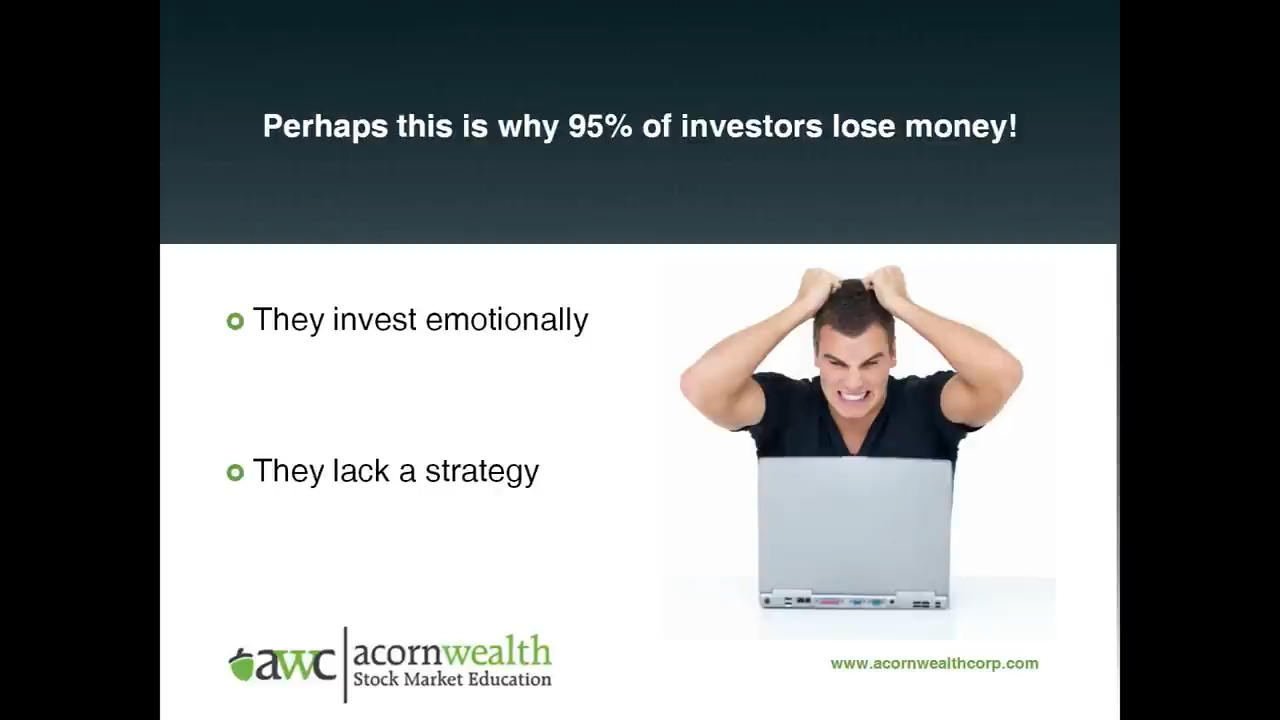 Perhaps this is why 95% of investors lose money!
They invest emotionally
They lack a strategy
awc
acornwealth
Stock Market Education
www.acornwealthcorp.com